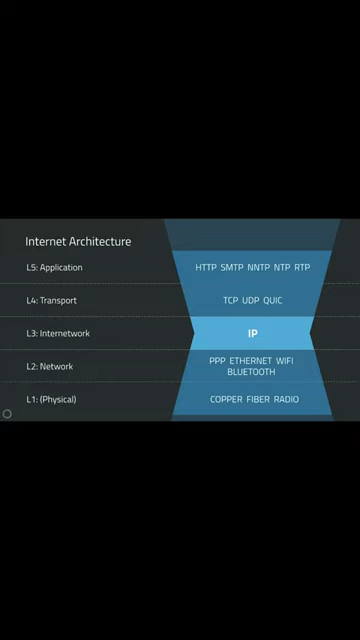 Internet Architecture
L5: Application
HTTP SMTP NNTP NTP RTP
L4: Transport
TCP UDP QUIC
L3: Internetwork
IP
L2: Network
PPP ETHERNET WIFI
BLUETOOTH
L1: (Physical)
COPPER FIBER RADIO